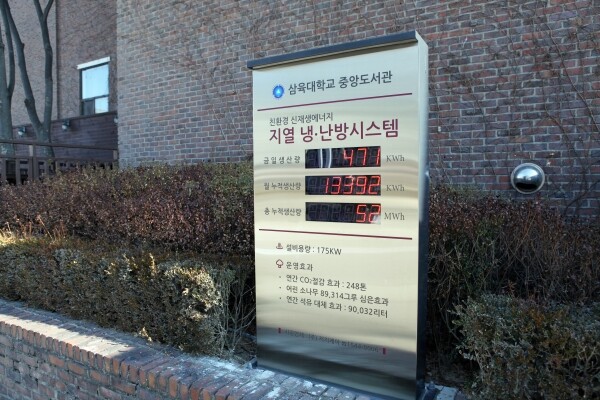 삼육대학교 중앙도서관
친환경 신재생에너지
지열 냉·난방시스템
금일생산량 471 KWh
월 누적생산량 13392 KWh
총 누적생산량 52 MWh
설비용량 : 175KW
운영효과
· 연간 CO₂절감 효과 : 248톤
· 어린 소나무 89,314그루 심은효과
· 연간 석유 대체 효과 : 90,032리터